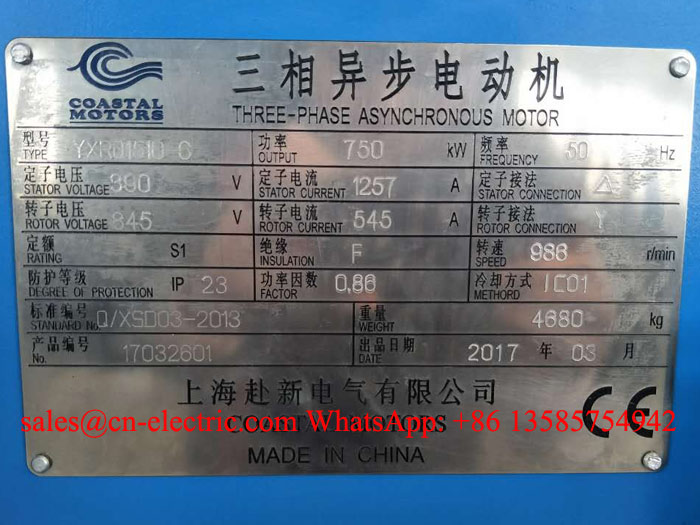 COASTAL MOTORS
三相异步电动机
THREE-PHASE ASYNCHRONOUS MOTOR
型号 TYPE 功率 OUTPUT 750 kW 频率 FREQUENCY 50 Hz
定子电压 STATOR VOLTAGE V 定子电流 STATOR CURRENT 1257 A 定子接法 STATOR CONNECTION △
转子电压 ROTOR VOLTAGE 845 V 转子电流 ROTOR CURRENT 545 A 转子接法 ROTOR CONNECTION Y
定额 RATING S1 绝缘 INSULATION F 转速 SPEED 988 r/min
防护等级 DEGREE OF PROTECTION IP 23 功率因数 FACTOR 0.86 冷却方式 METHORD IC01
标准编号 STANDARD No. Q/XSD03-2013 重量 WEIGHT 4680 kg
产品编号 No. 17032601 出品日期 DATE 2017 年 03 月
上海赴新电气有限公司
sales@cn-electric.com WhatsApp: +86 13585754942
MOTORS
MADE IN CHINA
CE